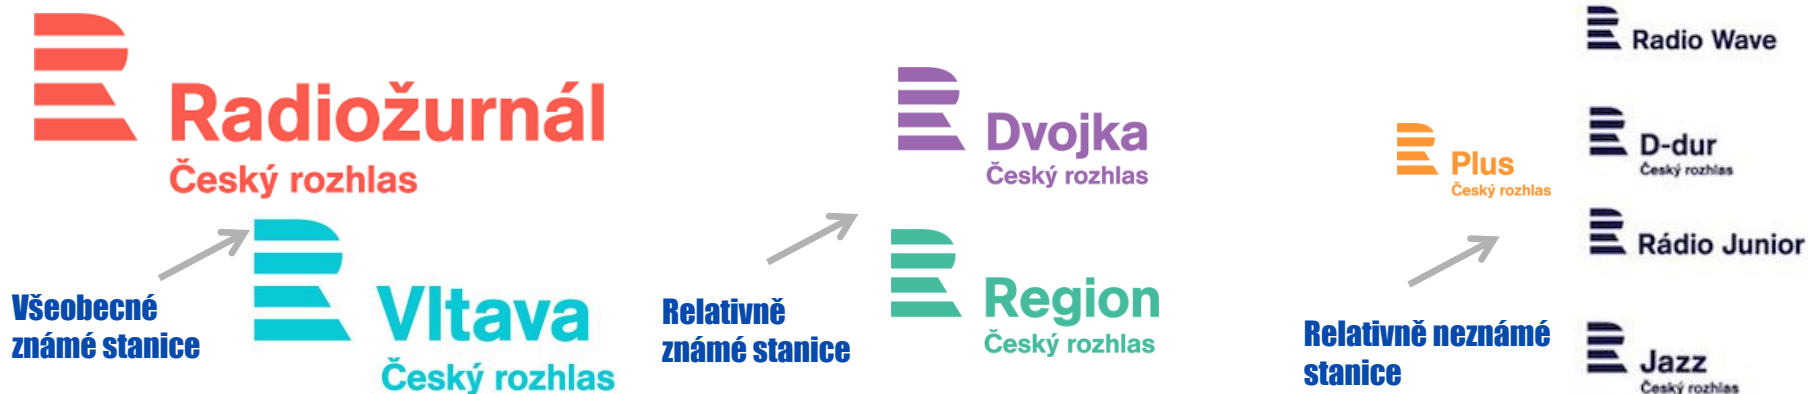 Radiožurnál
Český rozhlas
Vltava
Český rozhlas
Všeobecné
známé stanice
Dvojka
Český rozhlas
Region
Český rozhlas
Relativně
známé stanice
Plus
Český rozhlas
Relativně neznámé
stanice
Radio Wave
D-dur
Český rozhlas
Rádio Junior
Jazz
Český rozhlas